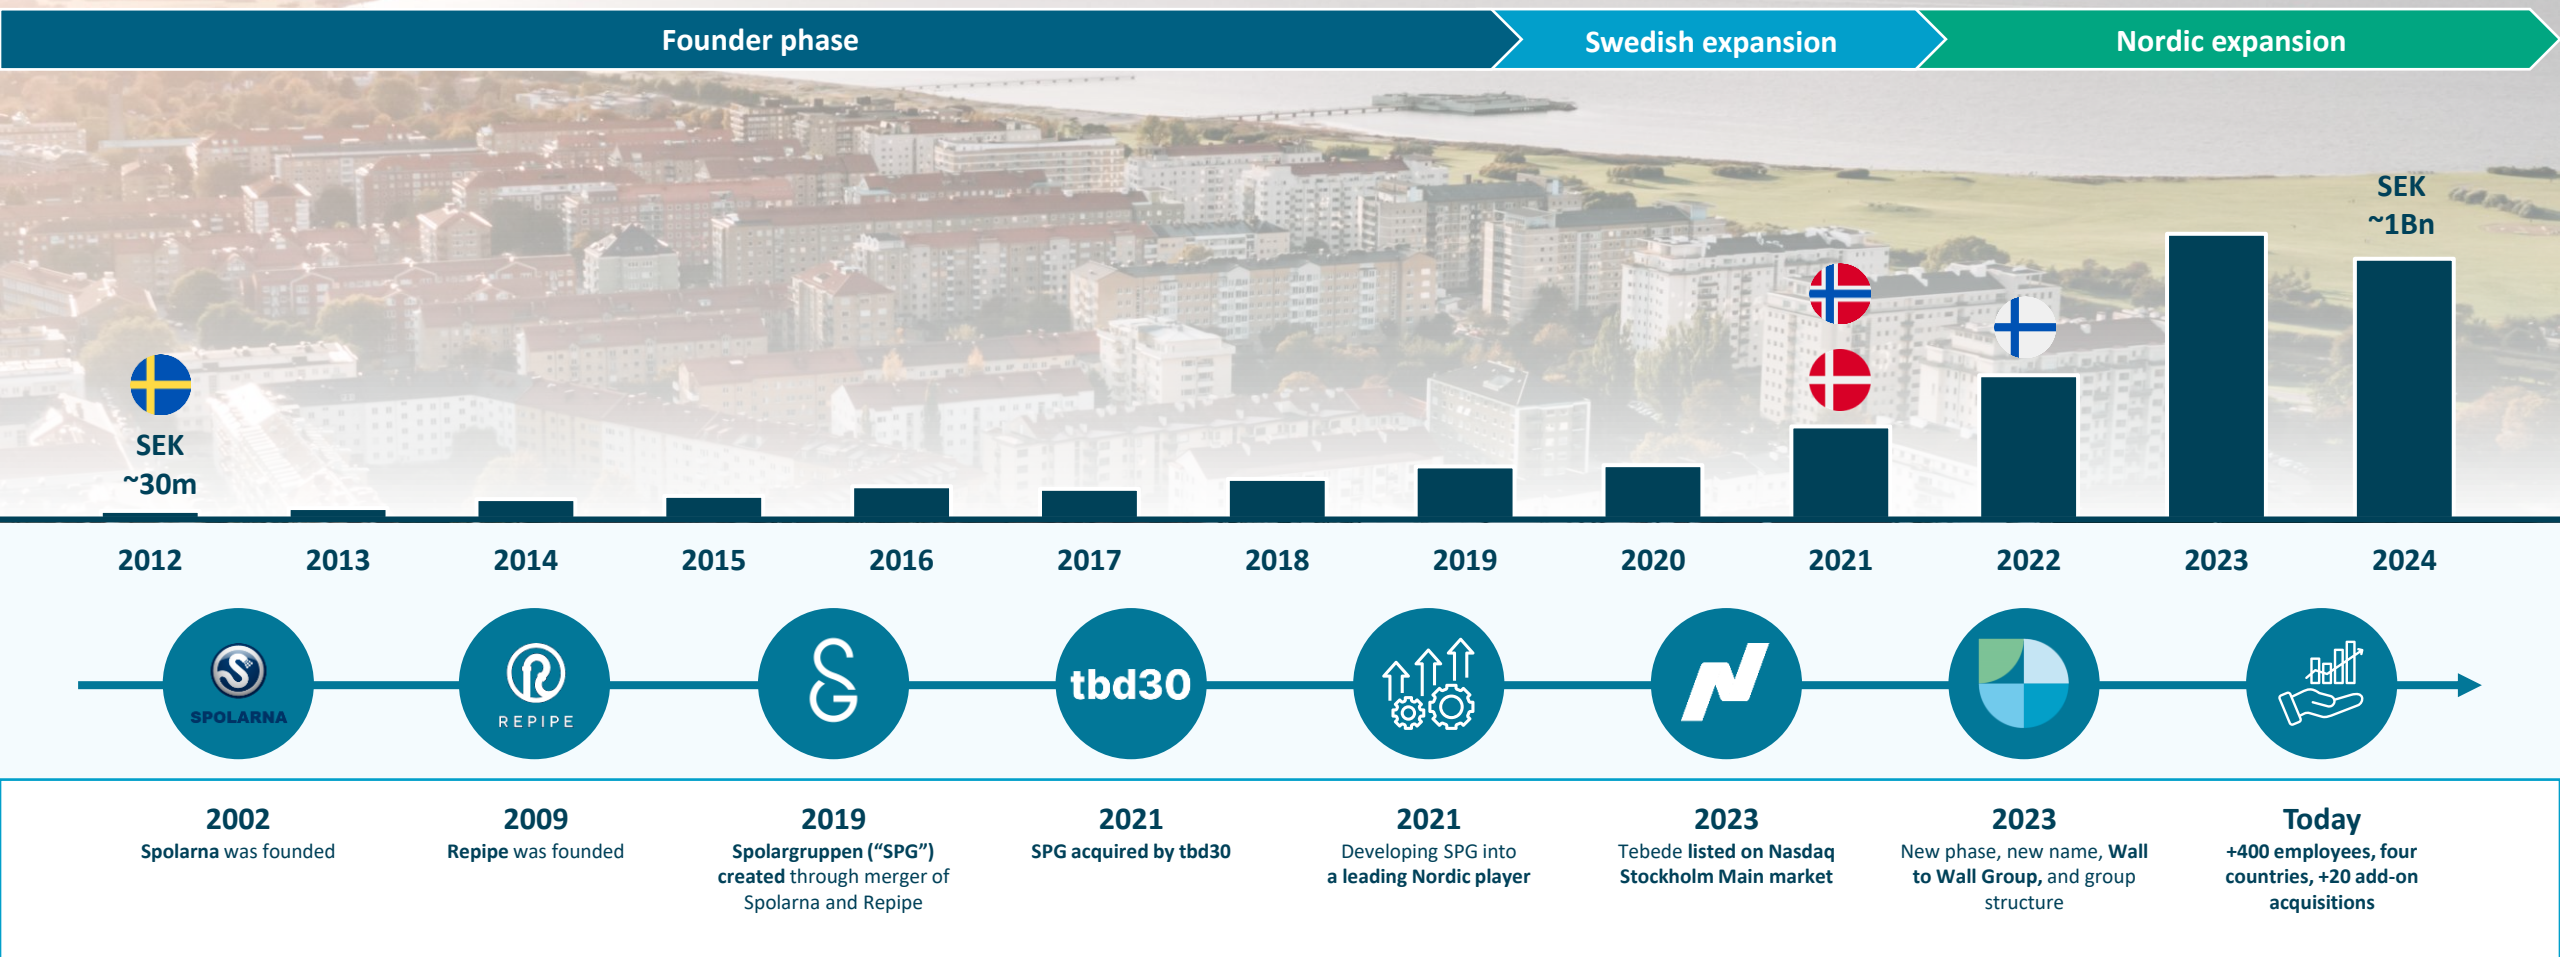 Founder phase
Swedish expansion
Nordic expansion
SEK
~1Bn
SEK
~30m
2012
2013
2014
2015
2016
2017
2018
2019
2020
2021
2022
2023
2024
SPOLARNA
REPIPE
tbd30
2002
Spolarna was founded
2009
Repipe was founded
2019
Spolargruppen (“SPG”)
created through merger of
Spolarna and Repipe
2021
SPG acquired by tbd30
2021
Developing SPG into
a leading Nordic player
2023
Tebede listed on Nasdaq
Stockholm Main market
2023
New phase, new name, Wall
to Wall Group, and group
structure
Today
+400 employees, four
countries, +20 add-on
acquisitions